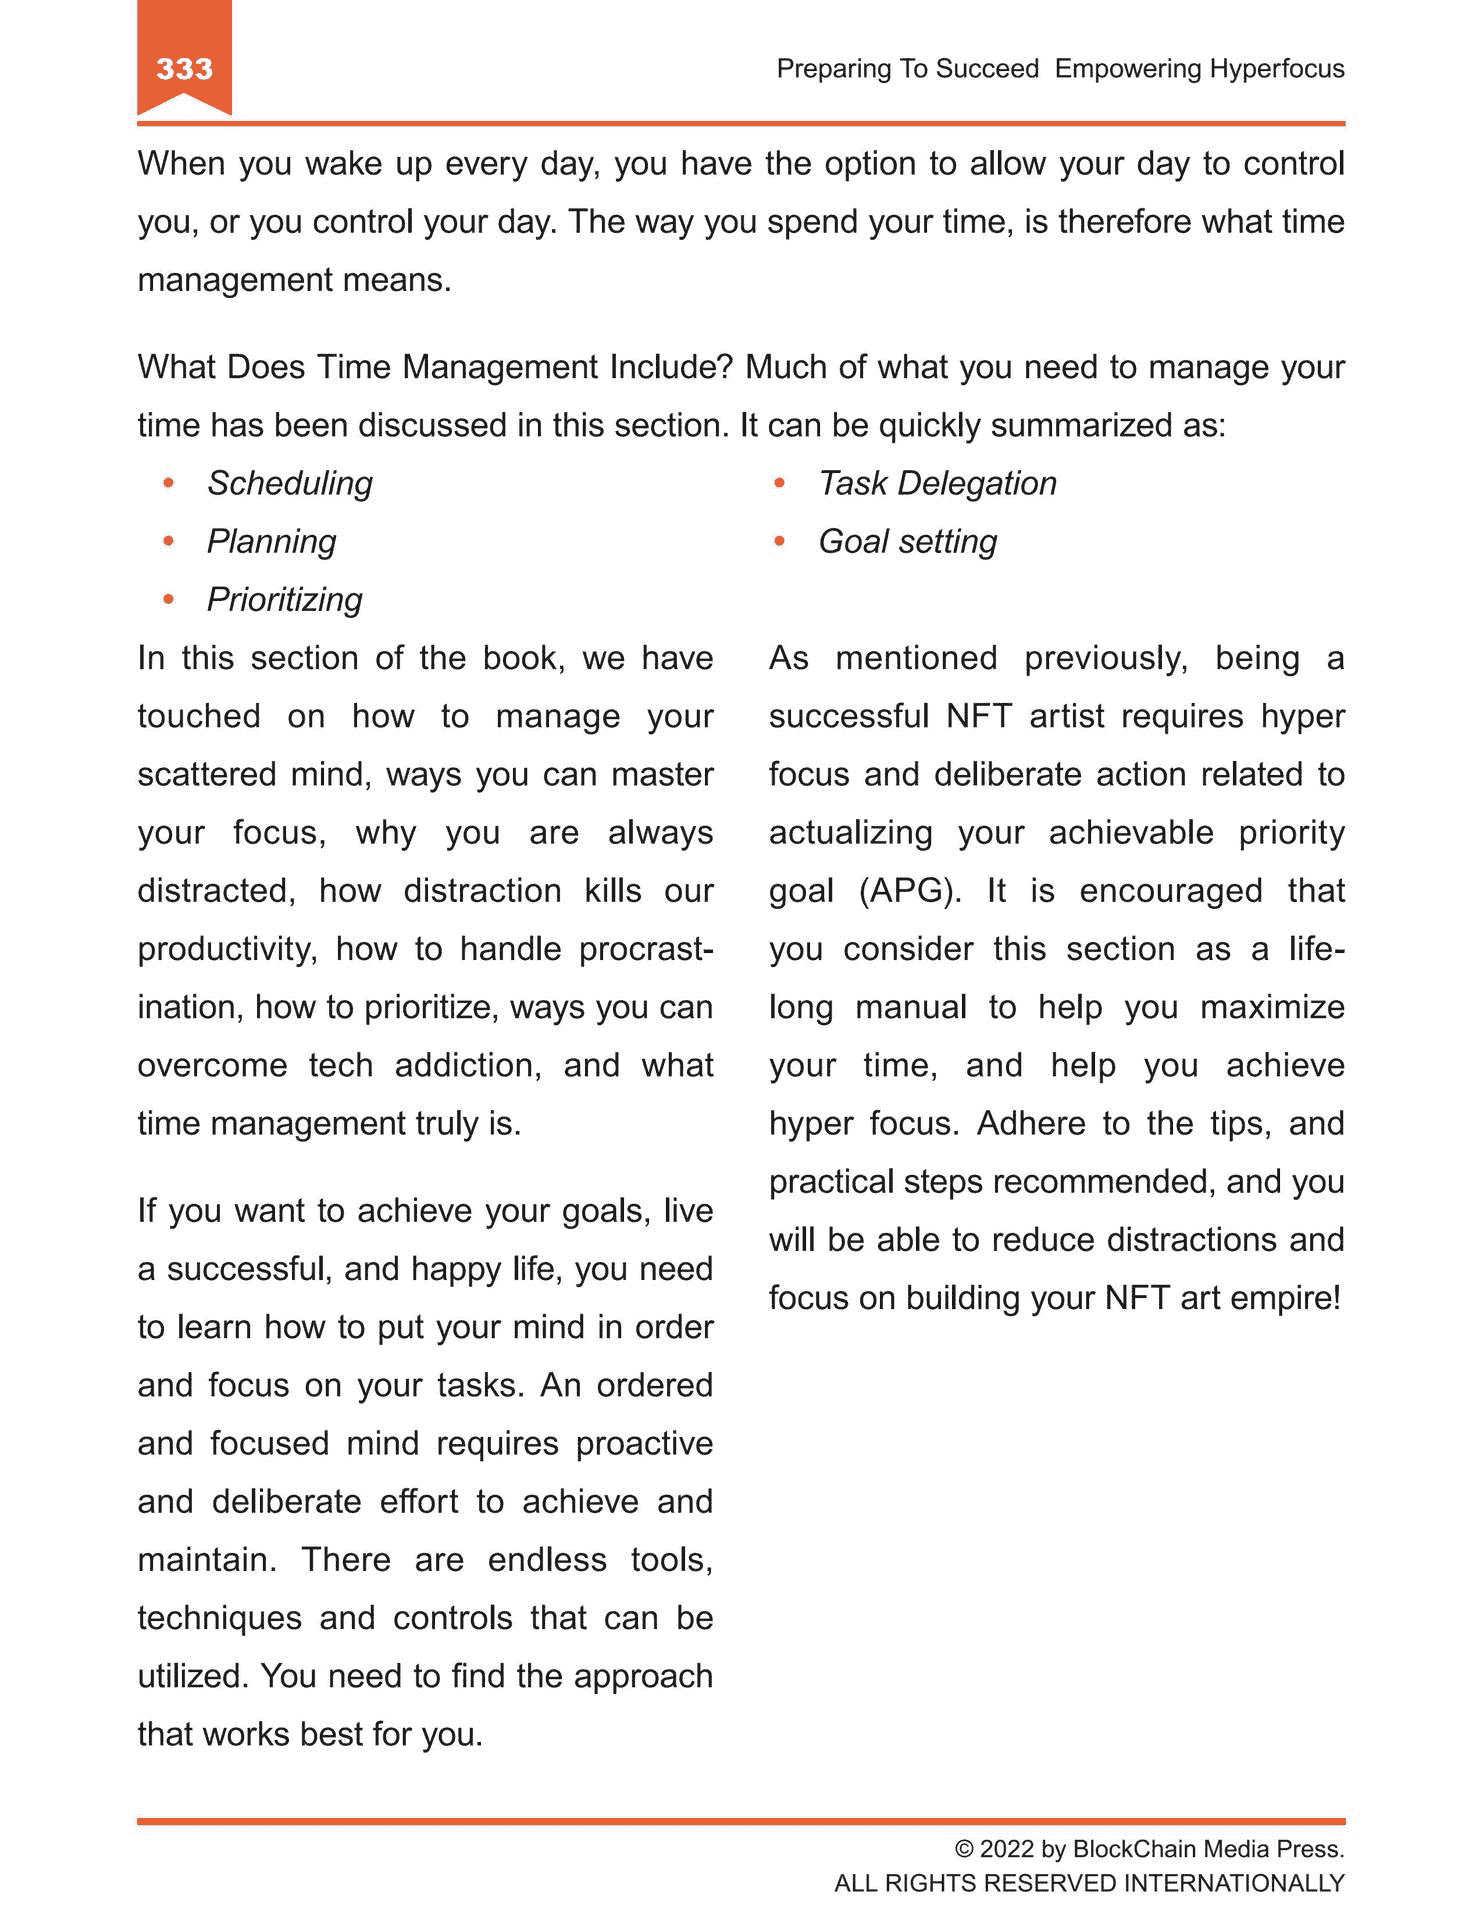 333
Preparing To Succeed  Empowering Hyperfocus
When you wake up every day, you have the option to allow your day to control
you, or you control your day. The way you spend your time, is therefore what time
management means.
What Does Time Management Include? Much of what you need to manage your
time has been discussed in this section. It can be quickly summarized as:
• Scheduling
• Planning
• Prioritizing
• Task Delegation
• Goal setting
In this section of the book, we have
touched on how to manage your
scattered mind, ways you can master
your focus, why you are always
distracted, how distraction kills our
productivity, how to handle procrast-
ination, how to prioritize, ways you can
overcome tech addiction, and what
time management truly is.
If you want to achieve your goals, live
a successful, and happy life, you need
to learn how to put your mind in order
and focus on your tasks. An ordered
and focused mind requires proactive
and deliberate effort to achieve and
maintain. There are endless tools,
techniques and controls that can be
utilized. You need to find the approach
that works best for you.
As mentioned previously, being a
successful NFT artist requires hyper
focus and deliberate action related to
actualizing your achievable priority
goal (APG). It is encouraged that
you consider this section as a life-
long manual to help you maximize
your time, and help you achieve
hyper focus. Adhere to the tips, and
practical steps recommended, and you
will be able to reduce distractions and
focus on building your NFT art empire!
© 2022 by BlockChain Media Press.
ALL RIGHTS RESERVED INTERNATIONALLY